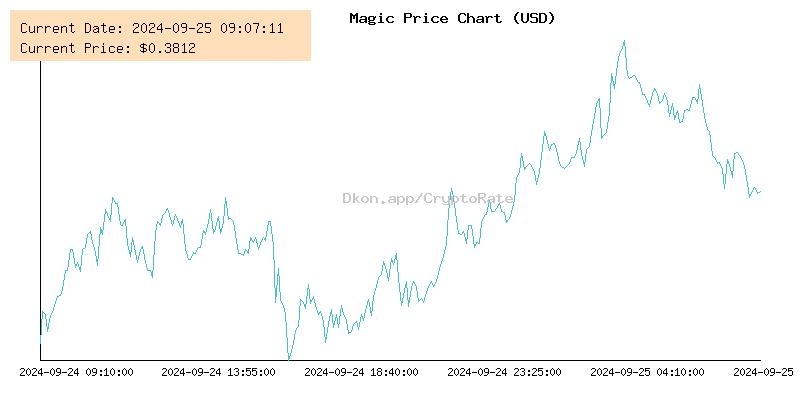 Magic Price Chart (USD)
Current Date: 2024-09-25 09:07:11
Current Price: $0.3812
Dkon.app/CryptoRate
2024-09-24 09:10:00 2024-09-24 13:55:00 2024-09-24 18:40:00 2024-09-24 23:25:00 2024-09-25 04:10:00 2024-09-25